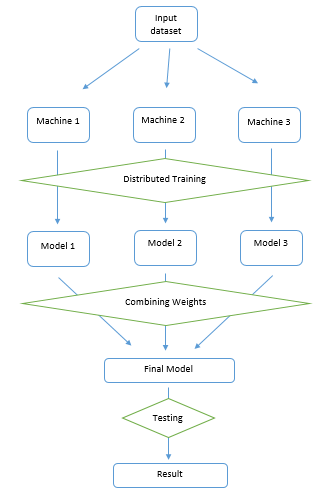 Input
dataset
Machine 1
Machine 2
Machine 3
Distributed Training
Model 1
Model 2
Model 3
Combining Weights
Final Model
Testing
Result